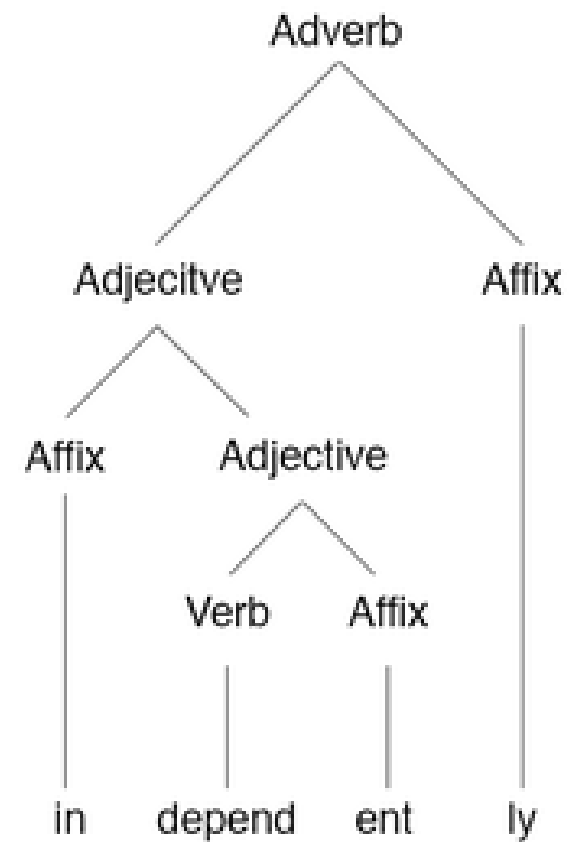 Adverb
Adjecitve Affix
Affix Adjective
Verb Affix
in depend ent ly